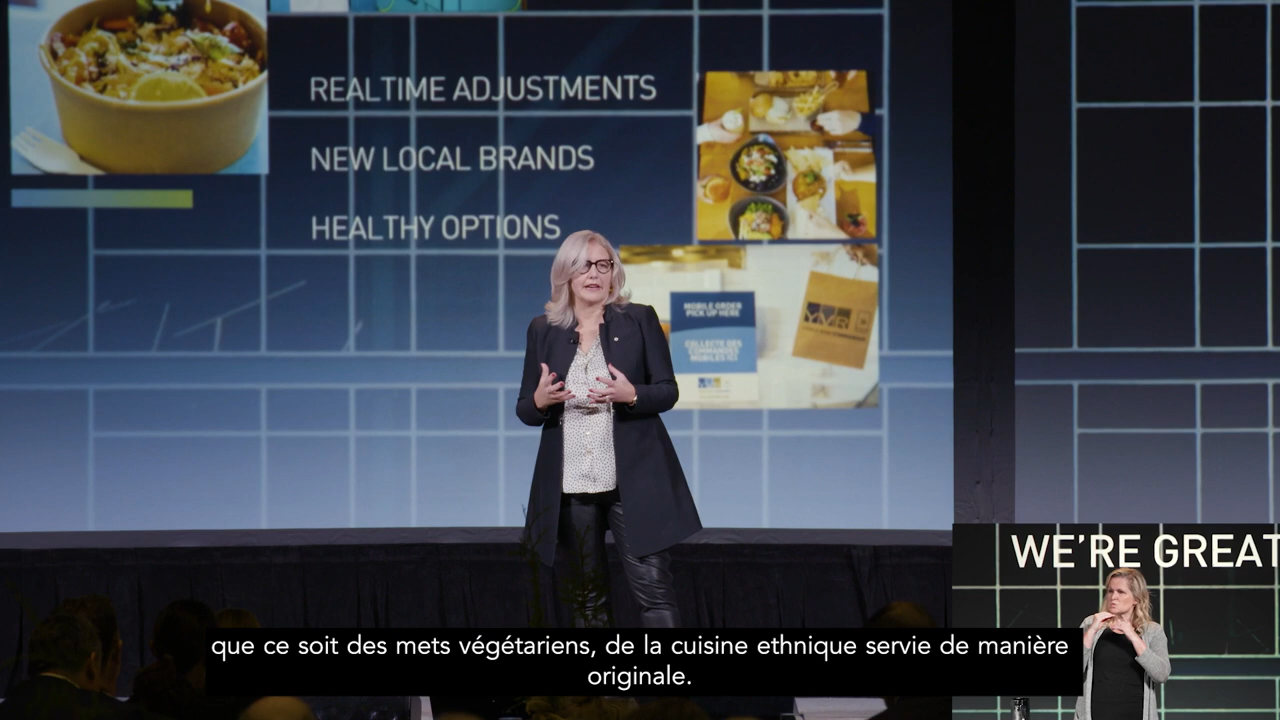 REALTIME ADJUSTMENTS
NEW LOCAL BRANDS
HEALTHY OPTIONS
MOBILE ORDER
PICK UP HERE
COLLECTE DES
COMMANDES
MOBILES ICI
YVR
WE'RE GREAT
que ce soit des mets végétariens, de la cuisine ethnique servie de manière
originale.